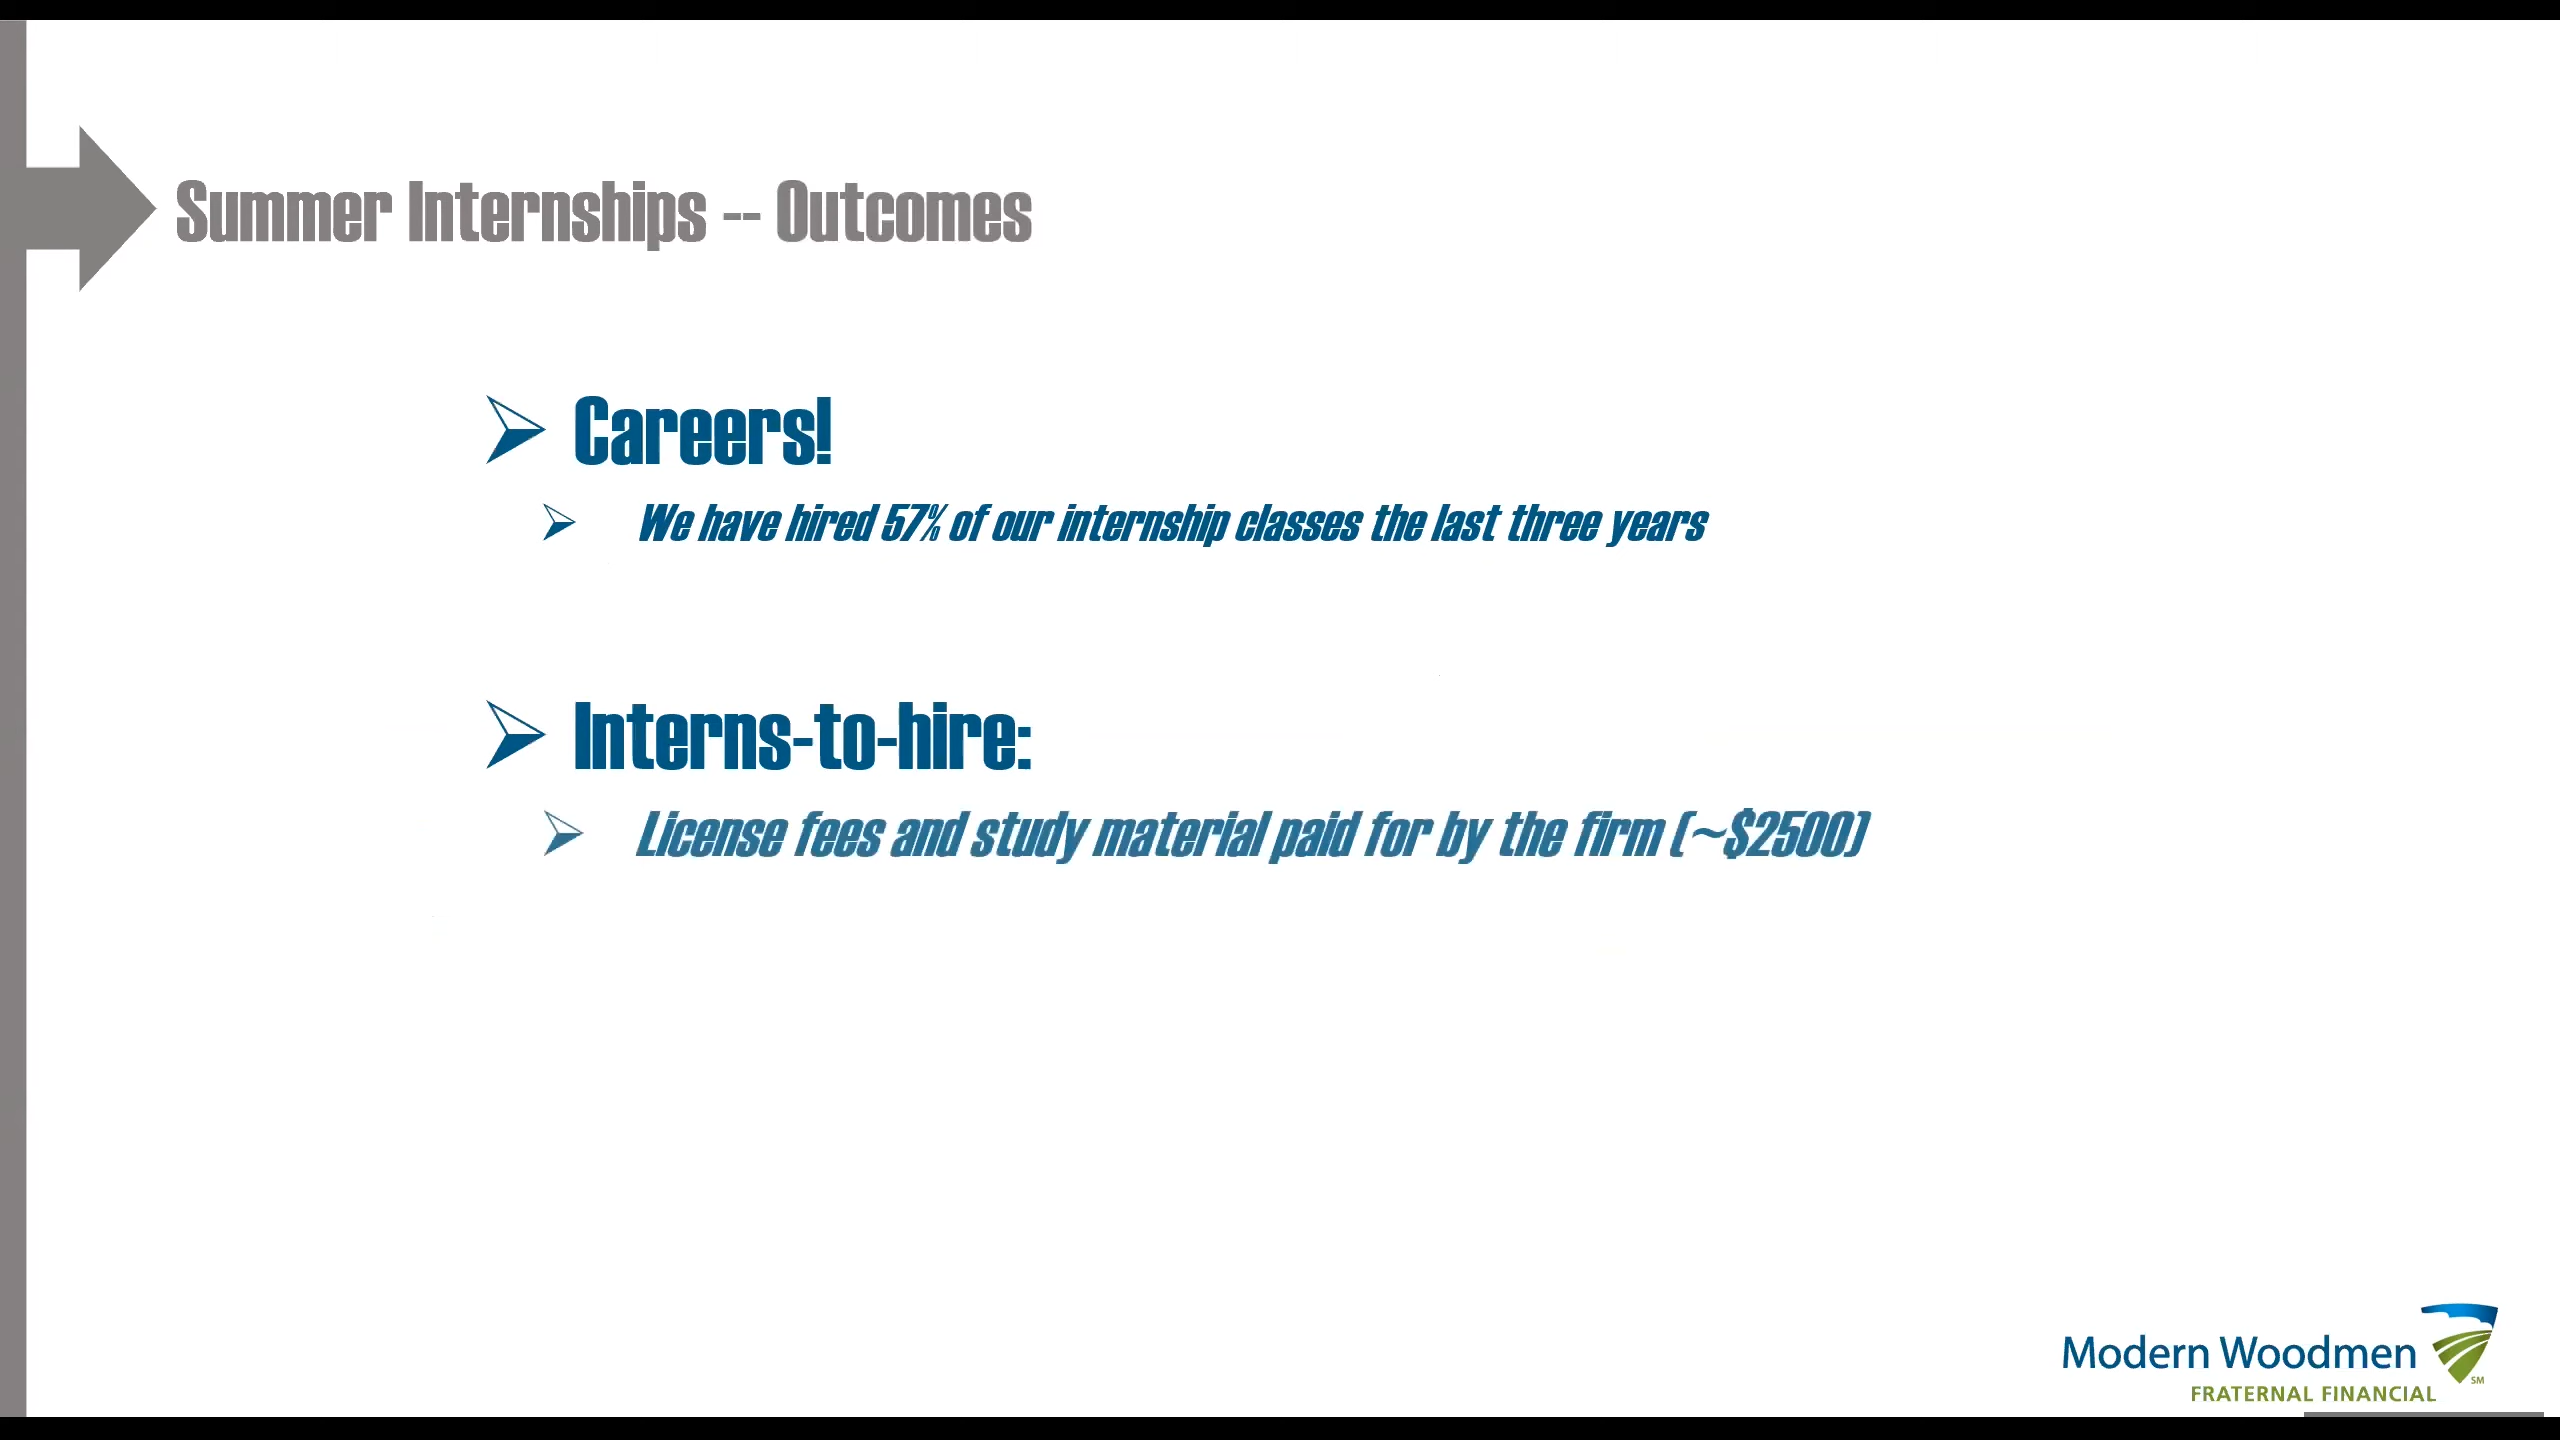 Summer Internships -- Outcomes
Careers!
We have hired 57% of our internship classes the last three years
Interns-to-hire:
License fees and study material paid for by the firm (~$2500)
Modern Woodmen
SM
FRATERNAL FINANCIAL